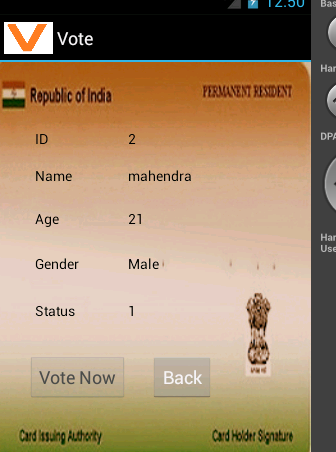 12:50
Vote
Republic of India
PERMANENT RESIDENT
ID 2
Name mahendra
Age 21
Gender Male
Status 1
Vote Now Back
Card Issuing Authority Card Holder Signature
Bas
Har
DPA
Har
Use